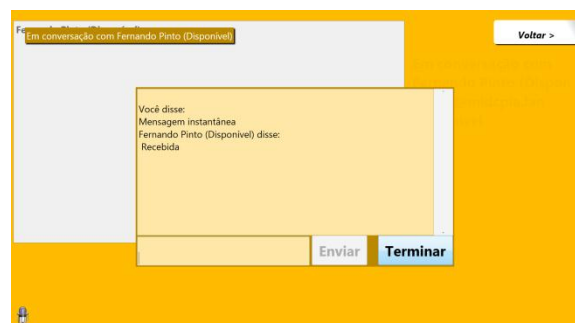 Em conversação com Fernando Pinto (Disponível)
Voltar >
Você disse:
Mensagem instantânea
Fernando Pinto (Disponível) disse:
Recebida
Enviar
Terminar